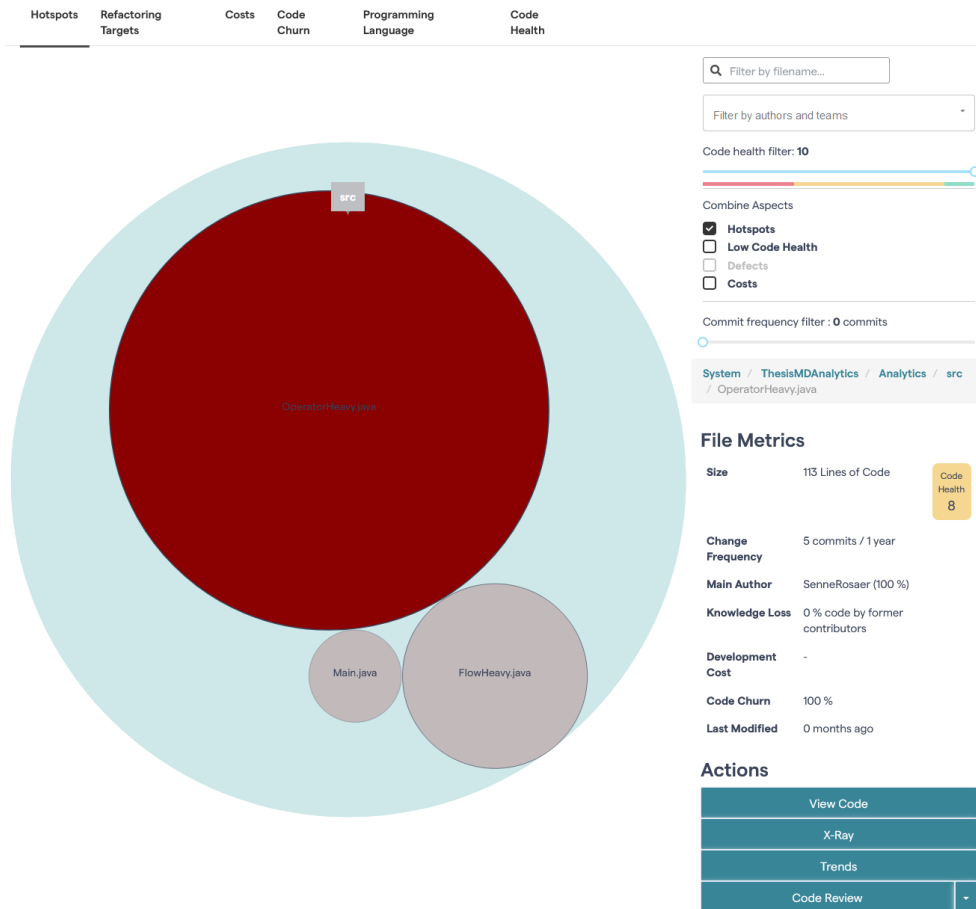 Hotspots
Refactoring
Targets
Costs
Code
Churn
Programming
Language
Code
Health
Filter by filename...
Filter by authors and teams
Code health filter: 10
Combine Aspects
Hotspots
Low Code Health
Defects
Costs
Commit frequency filter : 0 commits
System / ThesisMDAnalytics / Analytics / src
/ OperatorHeavy.java
src
OperatorHeavy.java
Main.java
FlowHeavy.java
File Metrics
Size 113 Lines of Code
Code
Health
8
Change
Frequency
5 commits / 1 year
Main Author SenneRosaer (100 %)
Knowledge Loss 0 % code by former
contributors
Development
Cost
-
Code Churn 100 %
Last Modified 0 months ago
Actions
View Code
X-Ray
Trends
Code Review